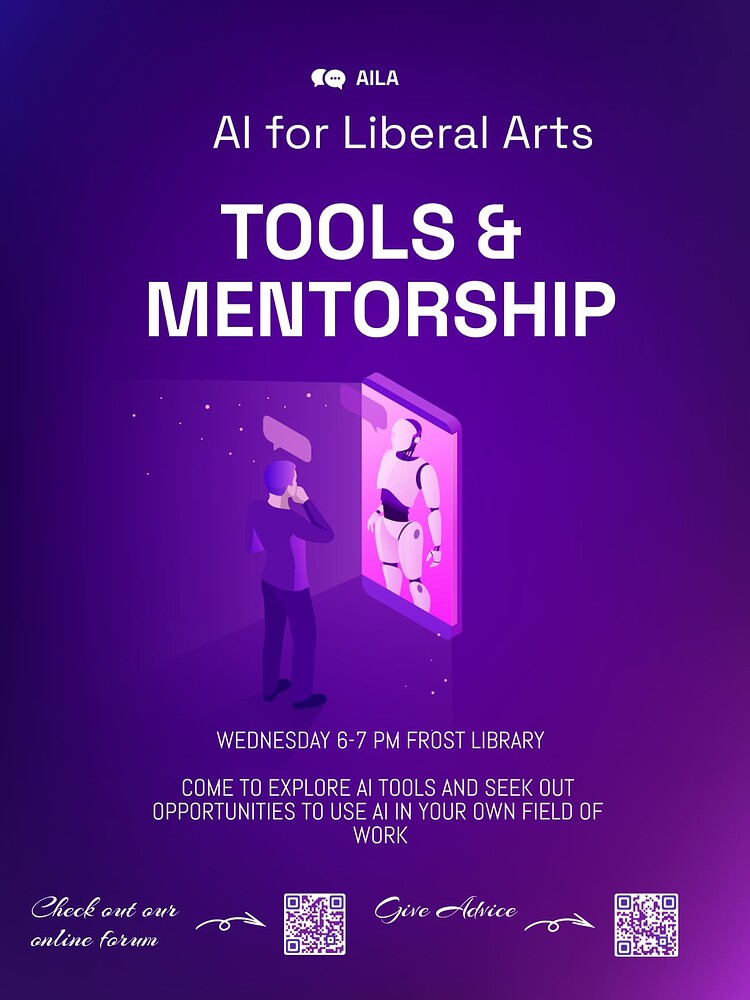 AILA
AI for Liberal Arts
TOOLS &
MENTORSHIP
WEDNESDAY 6-7 PM FROST LIBRARY
COME TO EXPLORE AI TOOLS AND SEEK OUT
OPPORTUNITIES TO USE AI IN YOUR OWN FIELD OF
WORK
Check out our
online forum
Give Advice